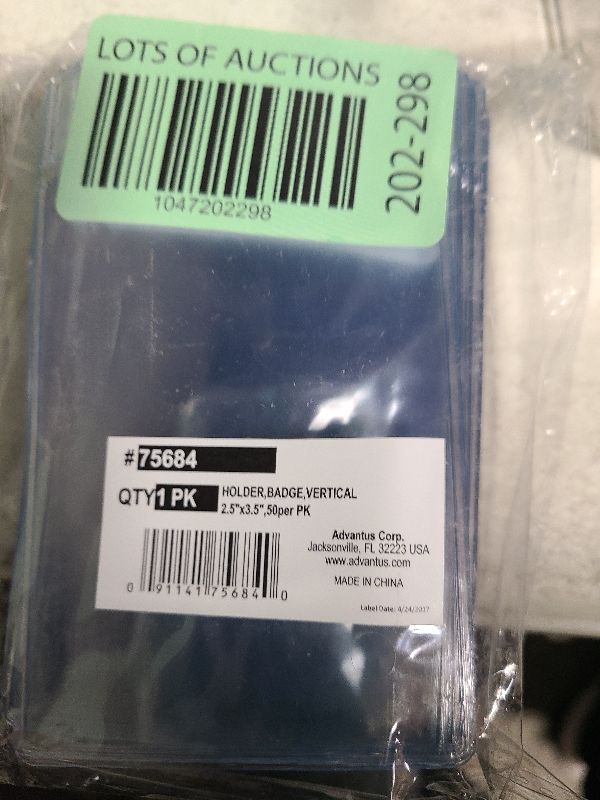 LOTS OF AUCTIONS
1047202298
202-298
#75684
QTY 1 PK
HOLDER,BADGE,VERTICAL
2.5"x3.5",50per PK
Advantus Corp.
Jacksonville, FL 32223 USA
www.advantus.com
MADE IN CHINA
0 91141 75684 0
Label Date: 4/24/2017